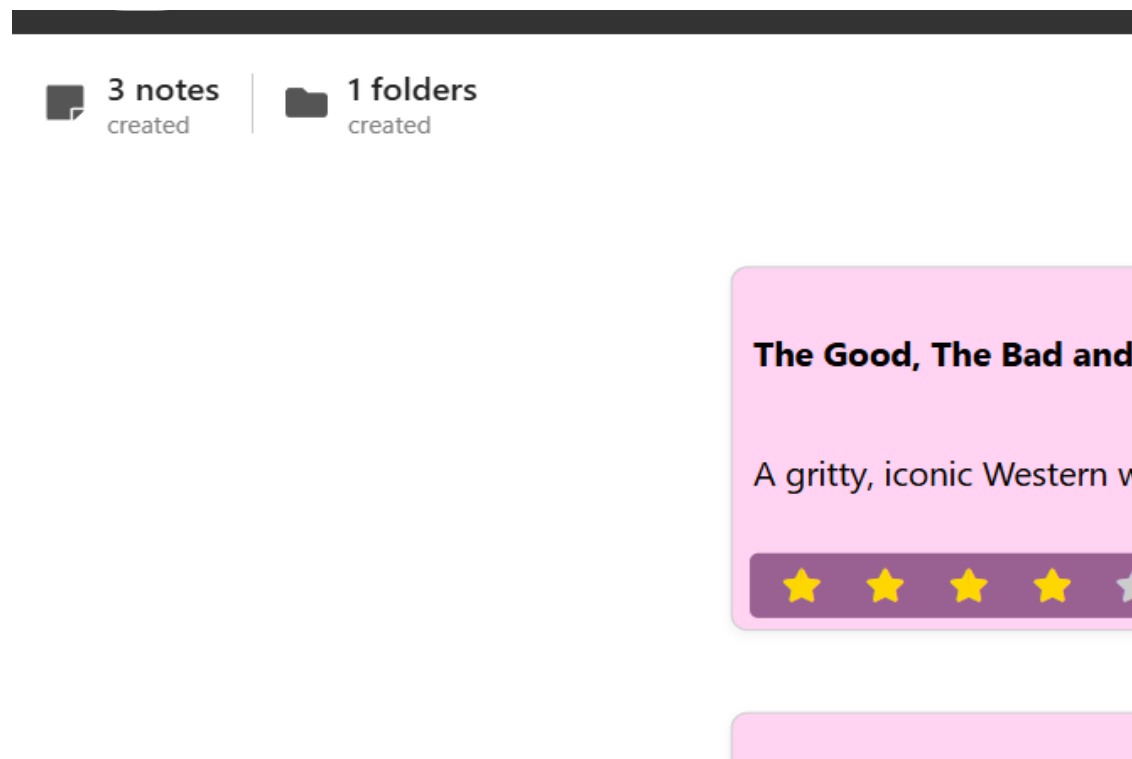 3 notes
created
1 folders
created
The Good, The Bad and
A gritty, iconic Western